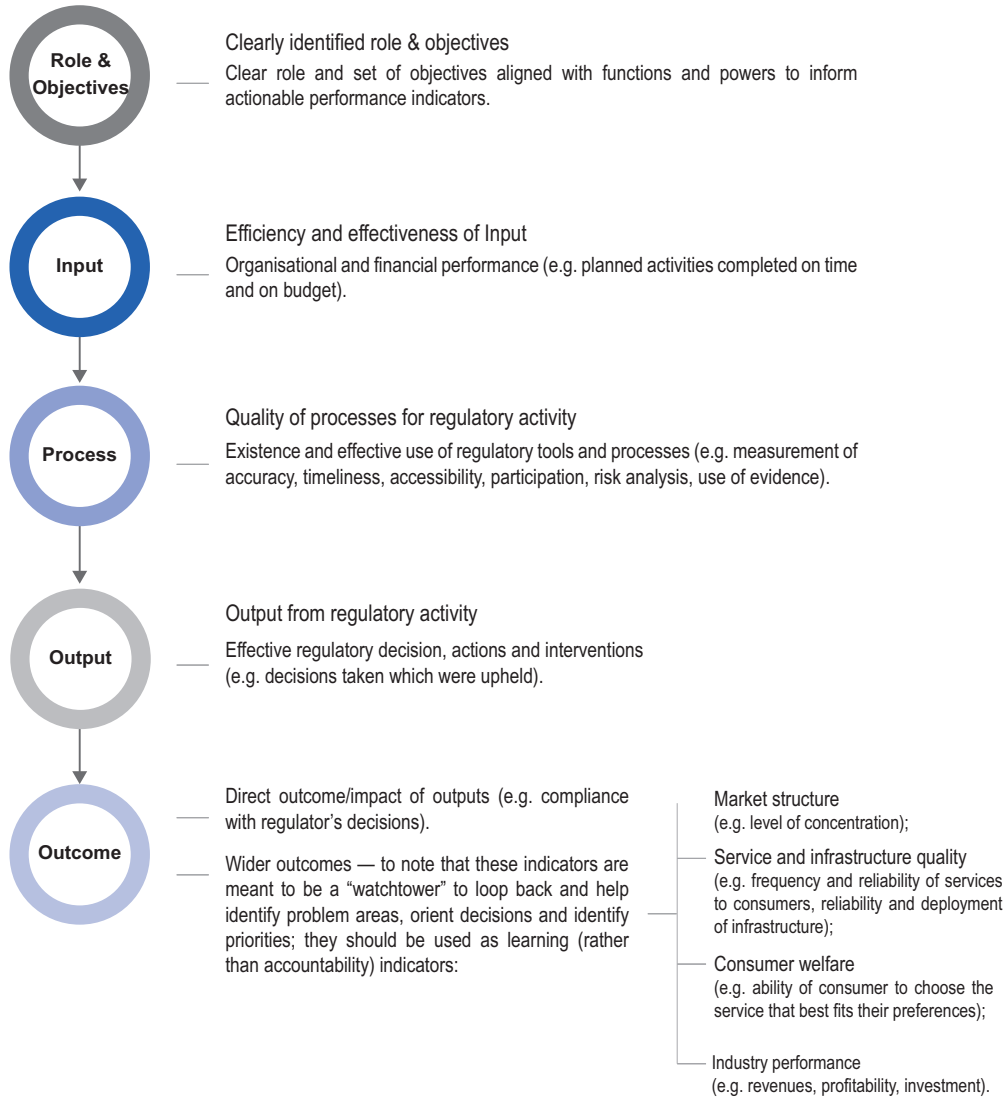 Role &
Objectives
Clearly identified role & objectives
Clear role and set of objectives aligned with functions and powers to inform
actionable performance indicators.
Input
Efficiency and effectiveness of Input
Organisational and financial performance (e.g. planned activities completed on time
and on budget).
Process
Quality of processes for regulatory activity
Existence and effective use of regulatory tools and processes (e.g. measurement of
accuracy, timeliness, accessibility, participation, risk analysis, use of evidence).
Output
Output from regulatory activity
Effective regulatory decision, actions and interventions
(e.g. decisions taken which were upheld).
Outcome
Direct outcome/impact of outputs (e.g. compliance
with regulator's decisions).
Wider outcomes — to note that these indicators are
meant to be a “watchtower” to loop back and help
identify problem areas, orient decisions and identify
priorities; they should be used as learning (rather
than accountability) indicators:
Market structure
(e.g. level of concentration);
Service and infrastructure quality
(e.g. frequency and reliability of services
to consumers, reliability and deployment
of infrastructure);
Consumer welfare
(e.g. ability of consumer to choose the
service that best fits their preferences);
Industry performance
(e.g. revenues, profitability, investment).